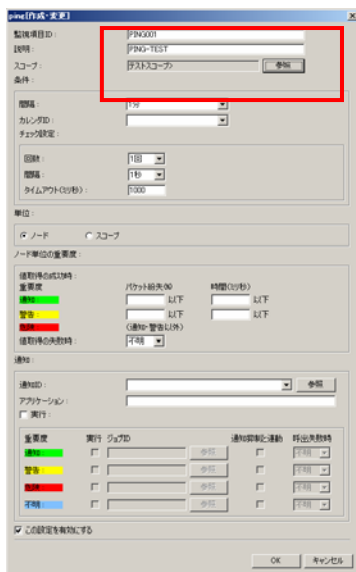 ping[作成・変更]
監視項目ID： PING001
説明： PING-TEST
スコープ： テストスコープ> 参照
条件：
間隔： 1分
カレンダID：
チェック設定：
回数： 1回
間隔： 1秒
タイムアウト(ミリ秒)： 1000
単位：
ノード スコープ
ノード単位の重要度：
値取得の成功時：
重要度 パケット紛失(%) 時間(ミリ秒)
通知： 以下 以下
警告： 以下 以下
危険： (通知・警告以外)
値取得の失敗時： 不明
通知：
通知ID： 参照
アプリケーション：
実行：
重要度 実行 ジョブID 通知抑制と連動 呼出失敗時
通知： 参照 不明
警告： 参照 不明
危険： 参照 不明
不明： 参照 不明
この設定を有効にする
OK キャンセル